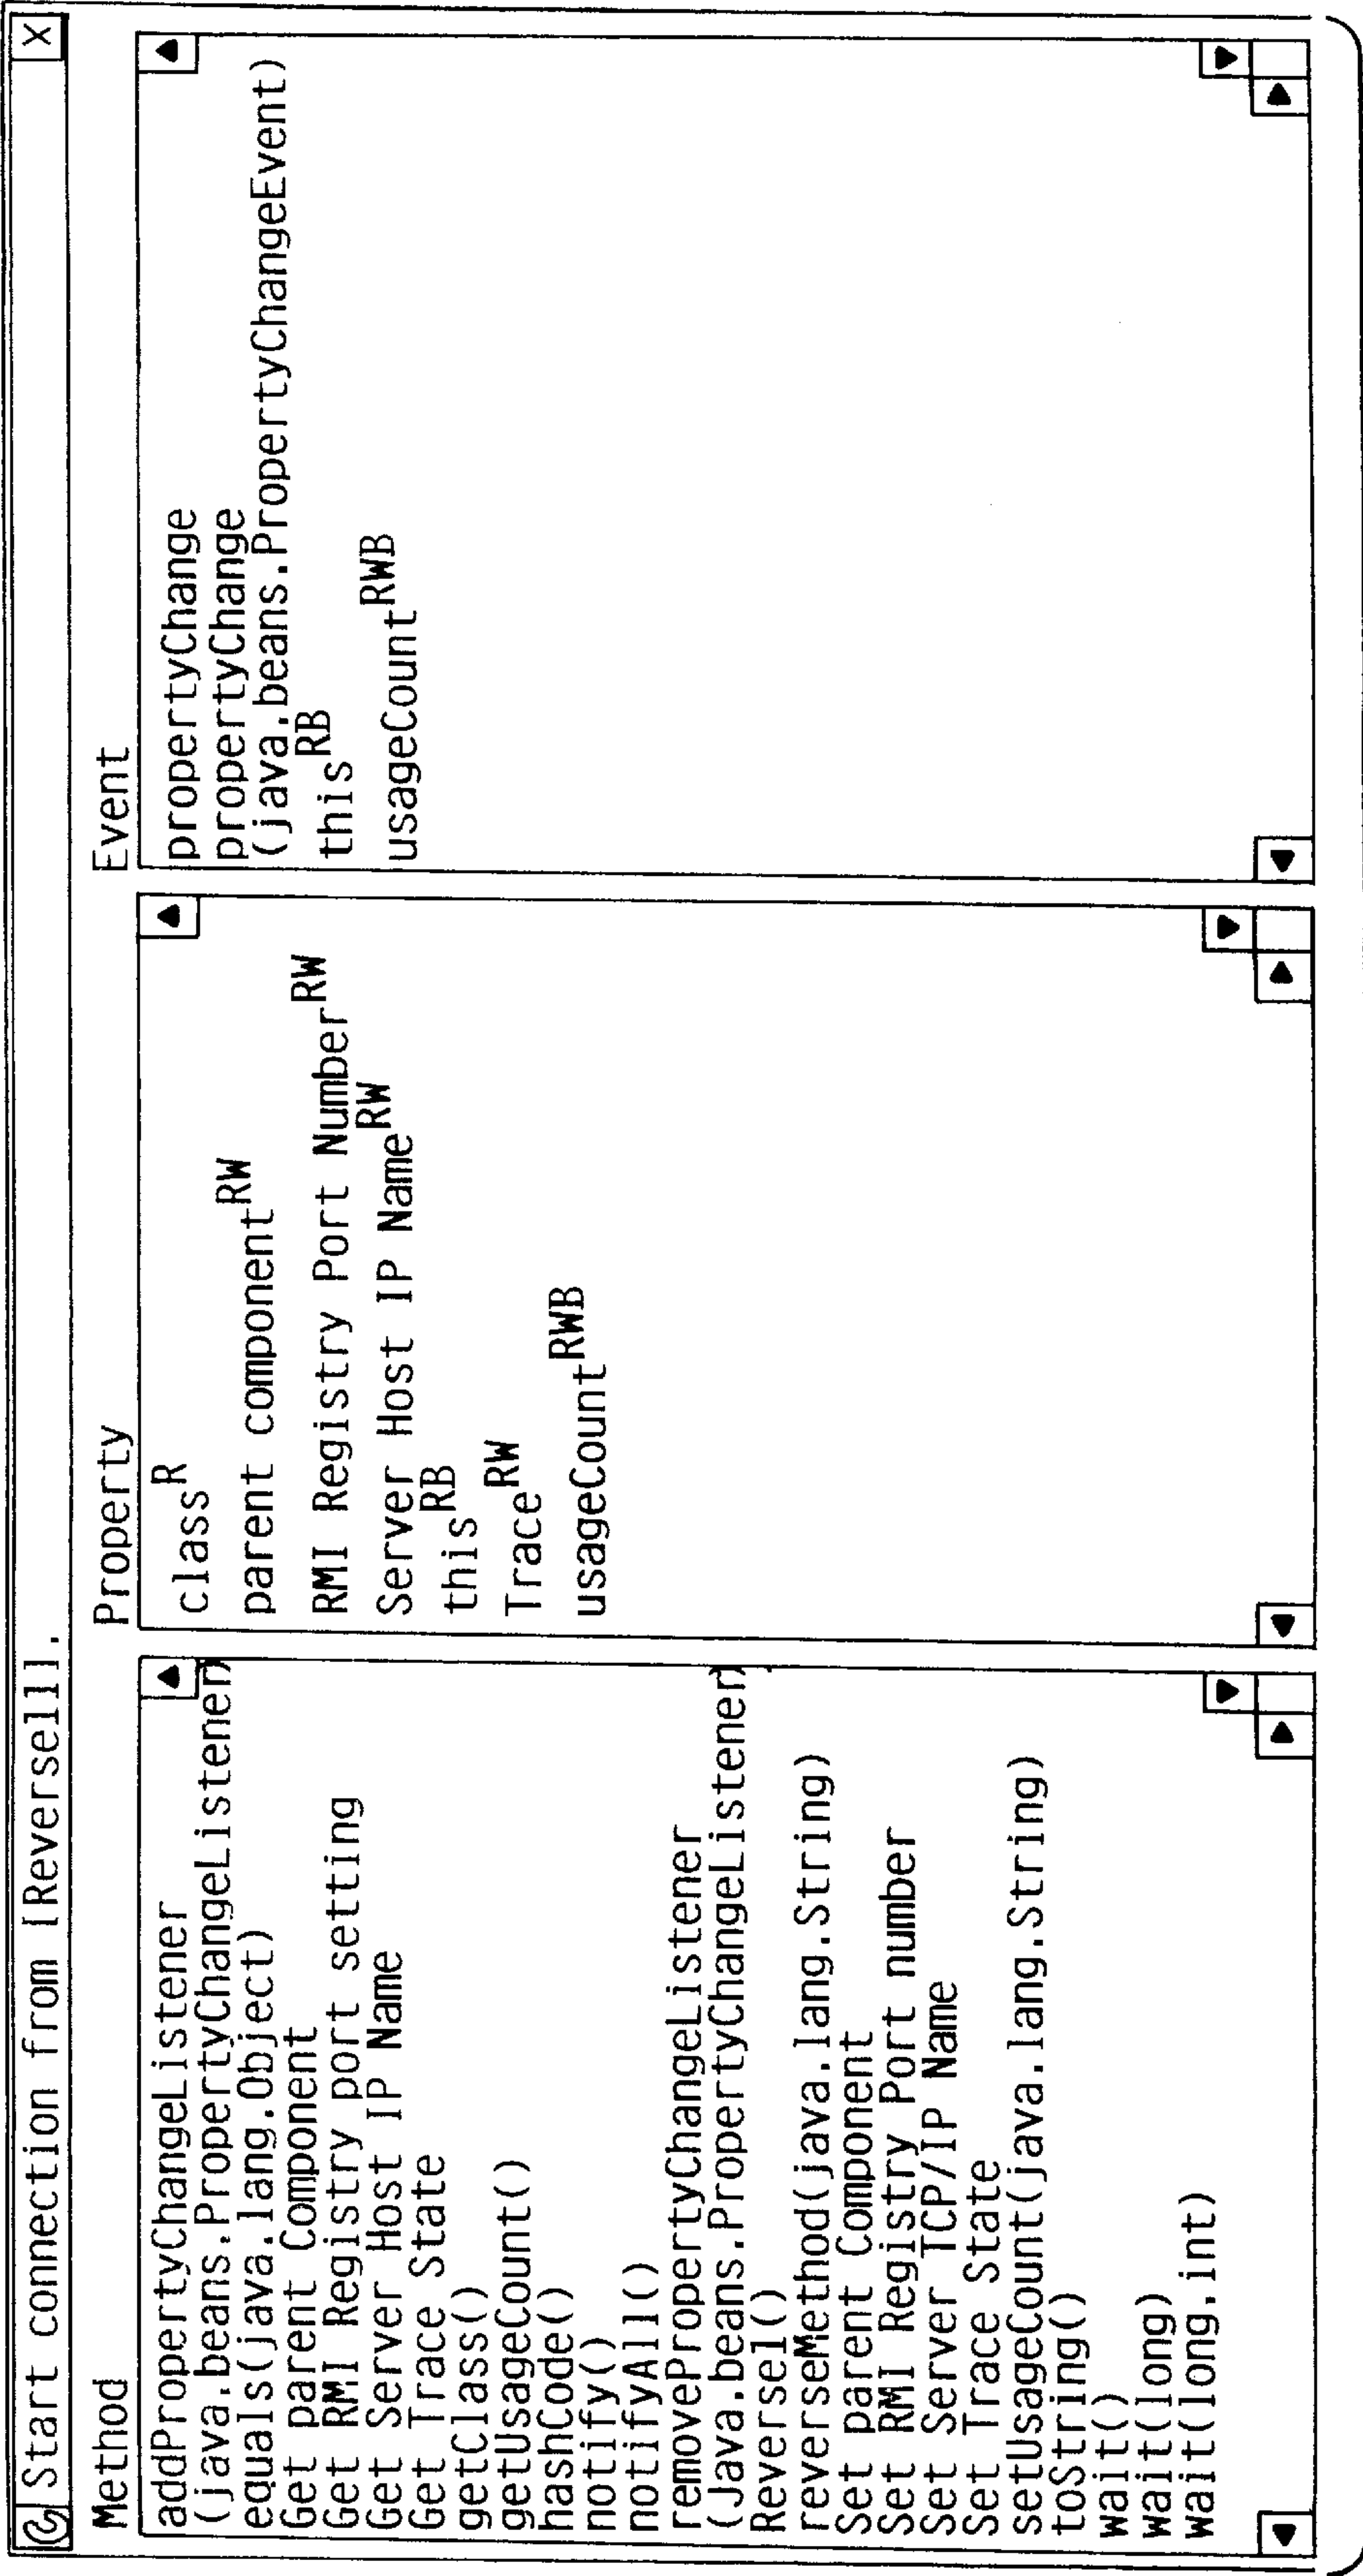 Start connection from [Reversell.
X
Method
addPropertyChangeListener
(java.beans.PropertyChangeListener)
equals(java.lang.Object)
Get parent Component
Get RMI Registry port setting
Get Server Host IP Name
Get Trace State
getClass()
getUsageCount()
hashCode()
notify()
notifyAll()
removePropertyChangeListener
(Java.beans.PropertyChangeListener)
Reversel()
reverseMethod(java.lang.String)
Set parent Component
Set RMI Registry Port number
Set Server TCP/IP Name
Set Trace State
setUsageCount(java.lang.String)
toString()
wait()
wait(long)
wait(long.int)
Property
class R
parent component RW
RMI Registry Port Number RW
Server Host IP Name RW
this RB
Trace RW
usageCount RWB
Event
propertyChange
propertyChange
(java.beans.PropertyChangeEvent)
this RB
usageCount RWB